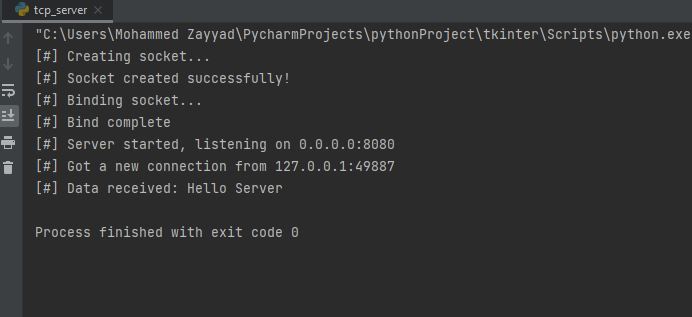 tcp_server
"C:\Users\Mohammed Zayyad\PycharmProjects\pythonProject\tkinter\Scripts\python.exe
[#] Creating socket...
[#] Socket created successfully!
[#] Binding socket...
[#] Bind complete
[#] Server started, listening on 0.0.0.0:8080
[#] Got a new connection from 127.0.0.1:49887
[#] Data received: Hello Server
Process finished with exit code 0